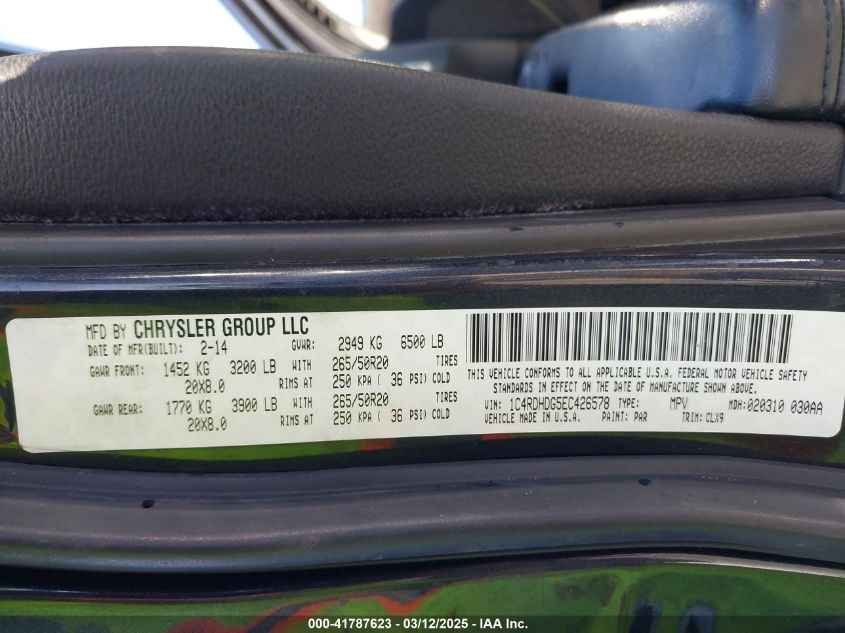 MFD BY CHRYSLER GROUP LLC
DATE OF MFR(BUILT): 2-14 GVWR: 2949 KG 6500 LB
GAWR FRONT: 1452 KG 3200 LB WITH 265/50R20 TIRES
20X8.0 RIMS AT 250 KPA ( 36 PSI) COLD
GAWR REAR: 1770 KG 3900 LB WITH 265/50R20 TIRES
20X8.0 RIMS AT 250 KPA ( 36 PSI) COLD
THIS VEHICLE CONFORMS TO ALL APPLICABLE U.S.A. FEDERAL MOTOR VEHICLE SAFETY
STANDARDS IN EFFECT ON THE DATE OF MANUFACTURE SHOWN ABOVE.
VIN: 1C4RDHDG5EC426578 TYPE: MPV MDH: 020310 030AA
VEHICLE MADE IN U.S.A. PAINT: PAR TRIM: CLX9
000-41787623 - 03/12/2025 - IAA Inc.